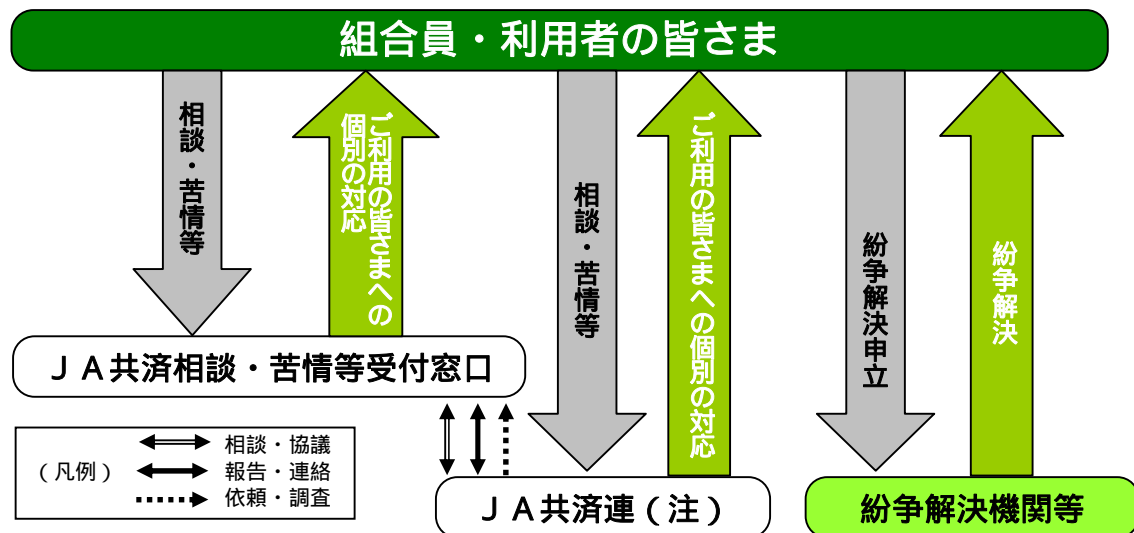 組合員・利用者の皆さま
相談・苦情等
ご利用の皆さまへの
個別の対応
相談・苦情等
ご利用の皆さまへの個別の対応
紛争解決申立
紛争解決
ＪＡ共済相談・苦情等受付窓口
（凡例）
相談・協議
報告・連絡
依頼・調査
ＪＡ共済連（注）
紛争解決機関等